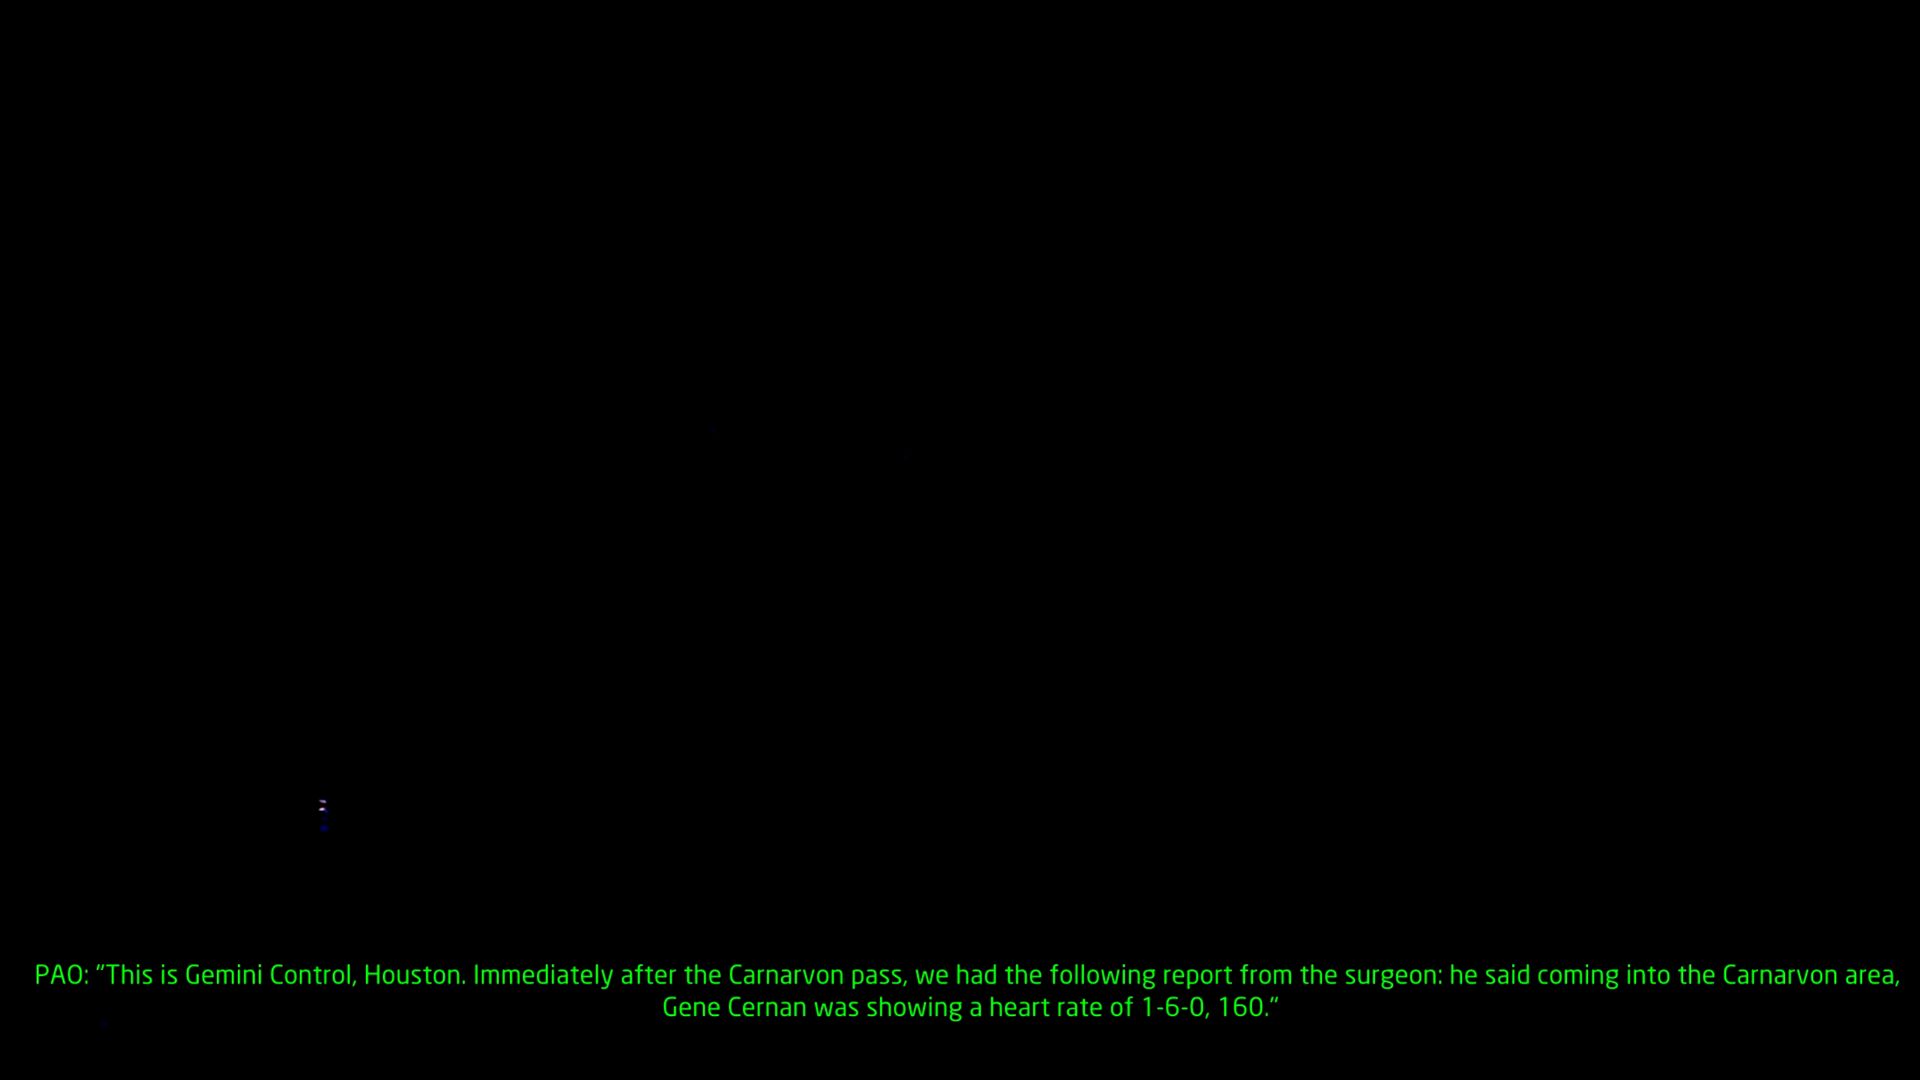 PAO: “This is Gemini Control, Houston. Immediately after the Carnarvon pass, we had the following report from the surgeon: he said coming into the Carnarvon area,
Gene Cernan was showing a heart rate of 1-6-0, 160.“